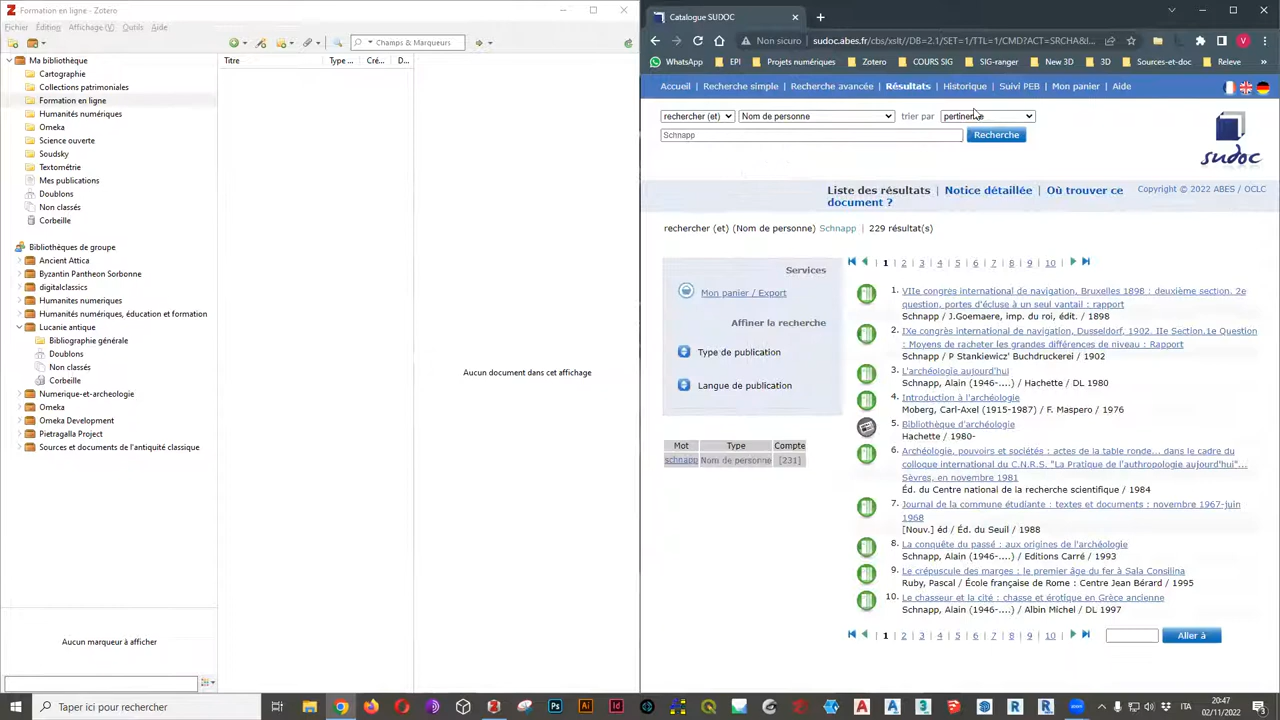 Formation en ligne - Zotero
Fichier Édition Affichage (V) Outils Aide
Champs & Marqueurs
Ma bibliothèque
Cartographie
Collections patrimoniales
Formation en ligne
Humanités numériques
Omeka
Science ouverte
Soudsky
Textométrie
Mes publications
Doublons
Non classés
Corbeille
Bibliothèques de groupe
Ancient Attica
Byzantin Pantheon Sorbonne
digitalclassics
Humanites numeriques
Humanités numériques, éducation et formation
Lucanie antique
Bibliographie générale
Doublons
Non classés
Corbeille
Numerique-et-archeologie
Omeka
Omeka Development
Pietragalla Project
Sources et documents de l'antiquité classique
Aucun marqueur à afficher
Titre Type ... Cré... D...
Aucun document dans cet affichage
Catalogue SUDOC
Non sicuro sudoc.abes.fr/cbs/xslt//DB=2.1/SET=1/TTL=1/CMD?ACT=SRCHA&I...
V
WhatsApp EPI Projets numériques Zotero COURS SIG SIG-ranger New 3D 3D Sources-et-doc Releve
Accueil Recherche simple Recherche avancée Résultats Historique Suivi PEB Mon panier Aide
rechercher (et) Nom de personne trier par pertinence
Schnapp Recherche
sudoc
Liste des résultats Notice détaillée Où trouver ce
document ?
Copyright © 2022 ABES / OCLC
rechercher (et) (Nom de personne) Schnapp | 229 résultat(s)
Services
Mon panier / Export
Affiner la recherche
Type de publication
Langue de publication
Mot Type Compte
schnapp Nom de personne [231]
1 2 3 4 5 6 7 8 9 10
1. VIIe congrès international de navigation, Bruxelles 1898 : deuxième section. 2e
question, portes d'écluse à un seul vantail : rapport
Schnapp / J.Goemaere, imp. du roi, édit. / 1898
2. IXe congrès international de navigation, Dusseldorf, 1902. IIe Section.1e Question
: Moyens de racheter les grandes différences de niveau : Rapport
Schnapp / P Stankiewicz' Buchdruckerei / 1902
3. L'archéologie aujourd'hui
Schnapp, Alain (1946-....) / Hachette / DL 1980
4. Introduction à l'archéologie
Moberg, Carl-Axel (1915-1987) / F. Maspero / 1976
5. Bibliothèque d'archéologie
Hachette / 1980-
6. Archéologie, pouvoirs et sociétés : actes de la table ronde... dans le cadre du
colloque international du C.N.R.S. "La Pratique de l'anthropologie aujourd'hui"...
Sèvres, en novembre 1981
Éd. du Centre national de la recherche scientifique / 1984
7. Journal de la commune étudiante : textes et documents : novembre 1967-juin
1968
[Nouv.] éd / Éd. du Seuil / 1988
8. La conquête du passé : aux origines de l'archéologie
Schnapp, Alain (1946-....) / Editions Carré / 1993
9. Le crépuscule des marges : le premier âge du fer à Sala Consilina
Ruby, Pascal / École française de Rome : Centre Jean Bérard / 1995
10. Le chasseur et la cité : chasse et érotique en Grèce ancienne
Schnapp, Alain (1946-....) / Albin Michel / DL 1997
1 2 3 4 5 6 7 8 9 10 Aller à
Taper ici pour rechercher
ITA
20:47
02/11/2022